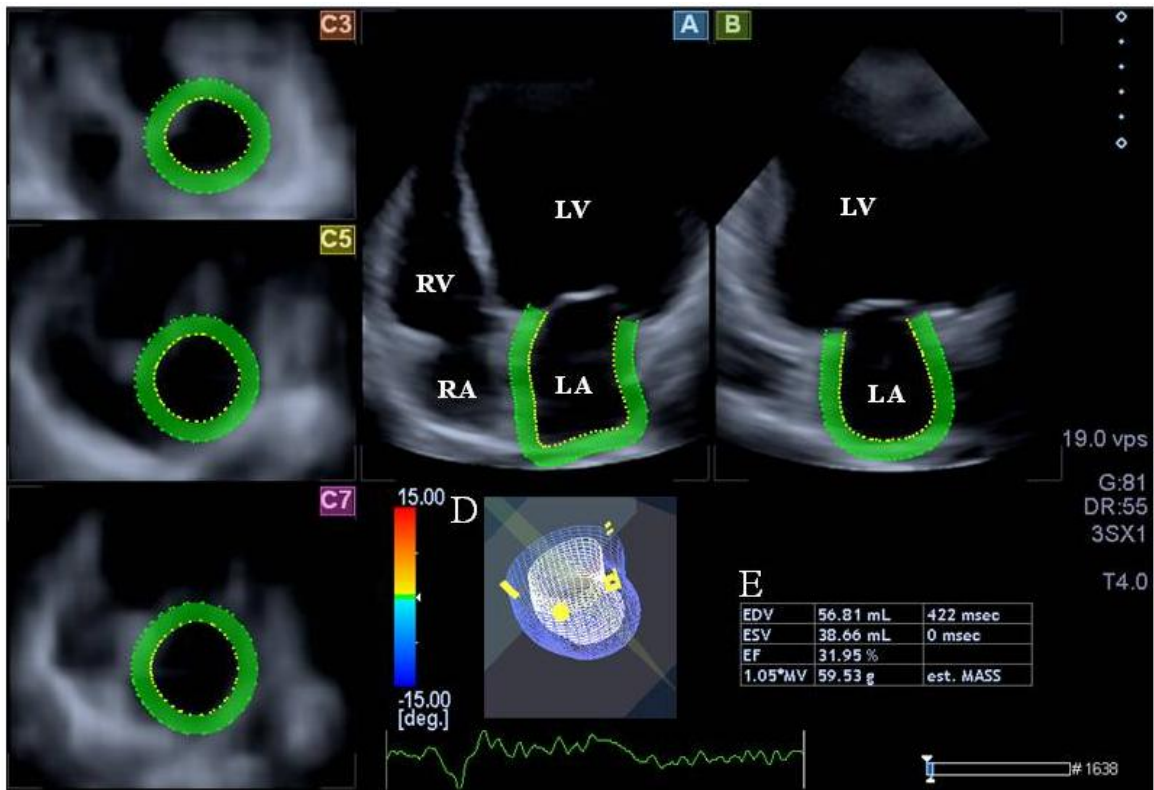 C3
A
B
LV
LV
C5
RV
RA
LA
LA
19.0 vps
G:81
DR:55
3SX1
T4.0
C7
15.00
D
-15.00
[deg.]
E
EDV 56.81 mL 422 msec
ESV 38.66 mL 0 msec
EF 31.95 %
1.05*MV 59.53 g est. MASS
# 1638